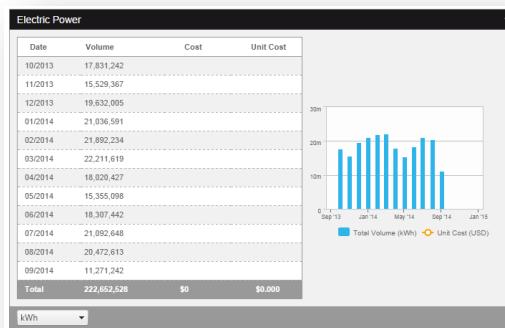 Electric Power
Date Volume Cost Unit Cost
10/2013 17,831,242
11/2013 15,529,367
12/2013 19,632,005
01/2014 21,036,591
02/2014 21,892,234
03/2014 22,211,619
04/2014 18,020,427
05/2014 15,355,098
06/2014 18,307,442
07/2014 21,092,648
08/2014 20,472,613
09/2014 11,271,242
Total 222,652,528 $0 $0.000
30m
20m
10m
0
Sep '13 Jan '14 May '14 Sep '14 Jan '15
Total Volume (kWh) Unit Cost (USD)
kWh